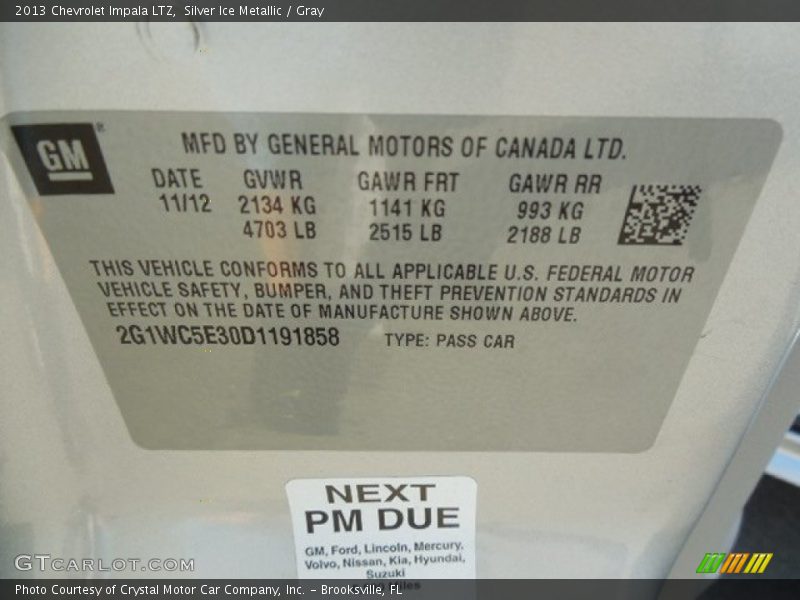 2013 Chevrolet Impala LTZ, Silver Ice Metallic / Gray
GM®
MFD BY GENERAL MOTORS OF CANADA LTD.
DATE GVWR GAWR FRT GAWR RR
11/12 2134 KG 1141 KG 993 KG
4703 LB 2515 LB 2188 LB
THIS VEHICLE CONFORMS TO ALL APPLICABLE U.S. FEDERAL MOTOR
VEHICLE SAFETY, BUMPER, AND THEFT PREVENTION STANDARDS IN
EFFECT ON THE DATE OF MANUFACTURE SHOWN ABOVE.
2G1WC5E30D1191858 TYPE: PASS CAR
NEXT
PM DUE
GM, Ford, Lincoln, Mercury,
Volvo, Nissan, Kia, Hyundai,
Suzuki
GTCARLOT.COM
Photo Courtesy of Crystal Motor Car Company, Inc. – Brooksville, FL